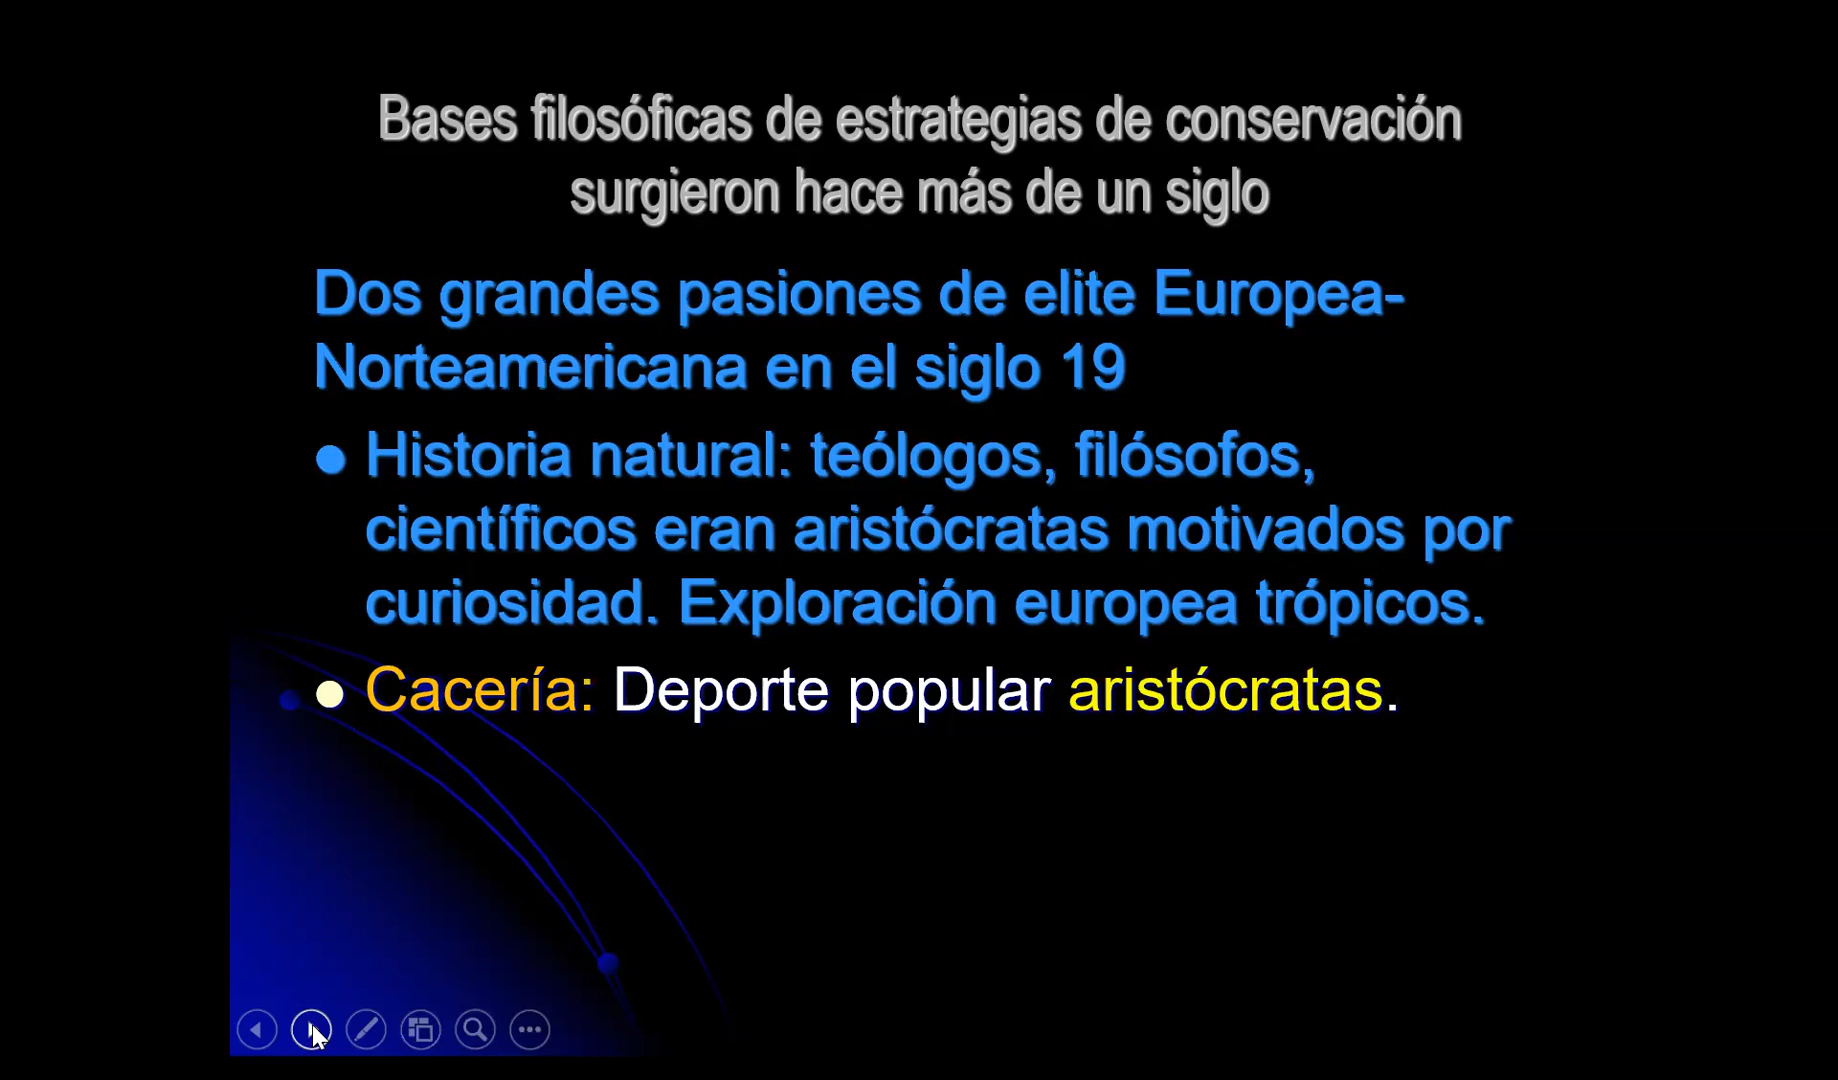 Bases filosóficas de estrategias de conservación
surgieron hace más de un siglo
Dos grandes pasiones de elite Europea-
Norteamericana en el siglo 19
● Historia natural: teólogos, filósofos,
científicos eran aristócratas motivados por
curiosidad. Exploración europea trópicos.
● Cacería: Deporte popular aristócratas.